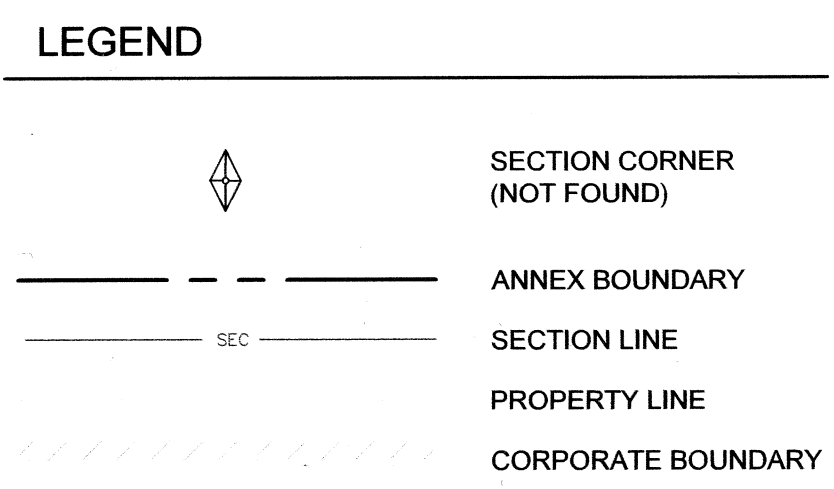 LEGEND
SECTION CORNER
(NOT FOUND)
ANNEX BOUNDARY
SEC
SECTION LINE
PROPERTY LINE
CORPORATE BOUNDARY